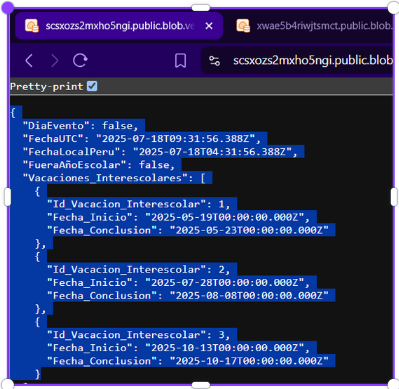 scsxozs2mxho5ngi.public.blob.ve
xwae5b4riwjtsmct.public.blob.
scsxozs2mxho5ngi.public.blob
Pretty-print
{
"DiaEvento": false,
"FechaUTC": "2025-07-18T09:31:56.388Z",
"FechaLocalPeru": "2025-07-18T04:31:56.388Z",
"FueraAñoEscolar": false,
"Vacaciones_Interescolares": [
{
"Id_Vacacion_Interescolar": 1,
"Fecha_Inicio": "2025-05-19T00:00:00.000Z",
"Fecha_Conclusion": "2025-05-23T00:00:00.000Z"
},
{
"Id_Vacacion_Interescolar": 2,
"Fecha_Inicio": "2025-07-28T00:00:00.000Z",
"Fecha_Conclusion": "2025-08-08T00:00:00.000Z"
},
{
"Id_Vacacion_Interescolar": 3,
"Fecha_Inicio": "2025-10-13T00:00:00.000Z",
"Fecha_Conclusion": "2025-10-17T00:00:00.000Z"
}